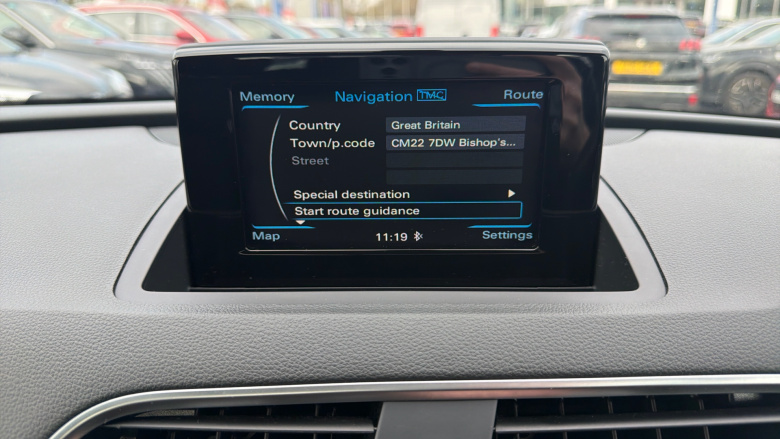 Memory Navigation TMC Route
Country Great Britain
Town/p.code CM22 7DW Bishop's...
Street
Special destination
Start route guidance
Map 11:19 Settings